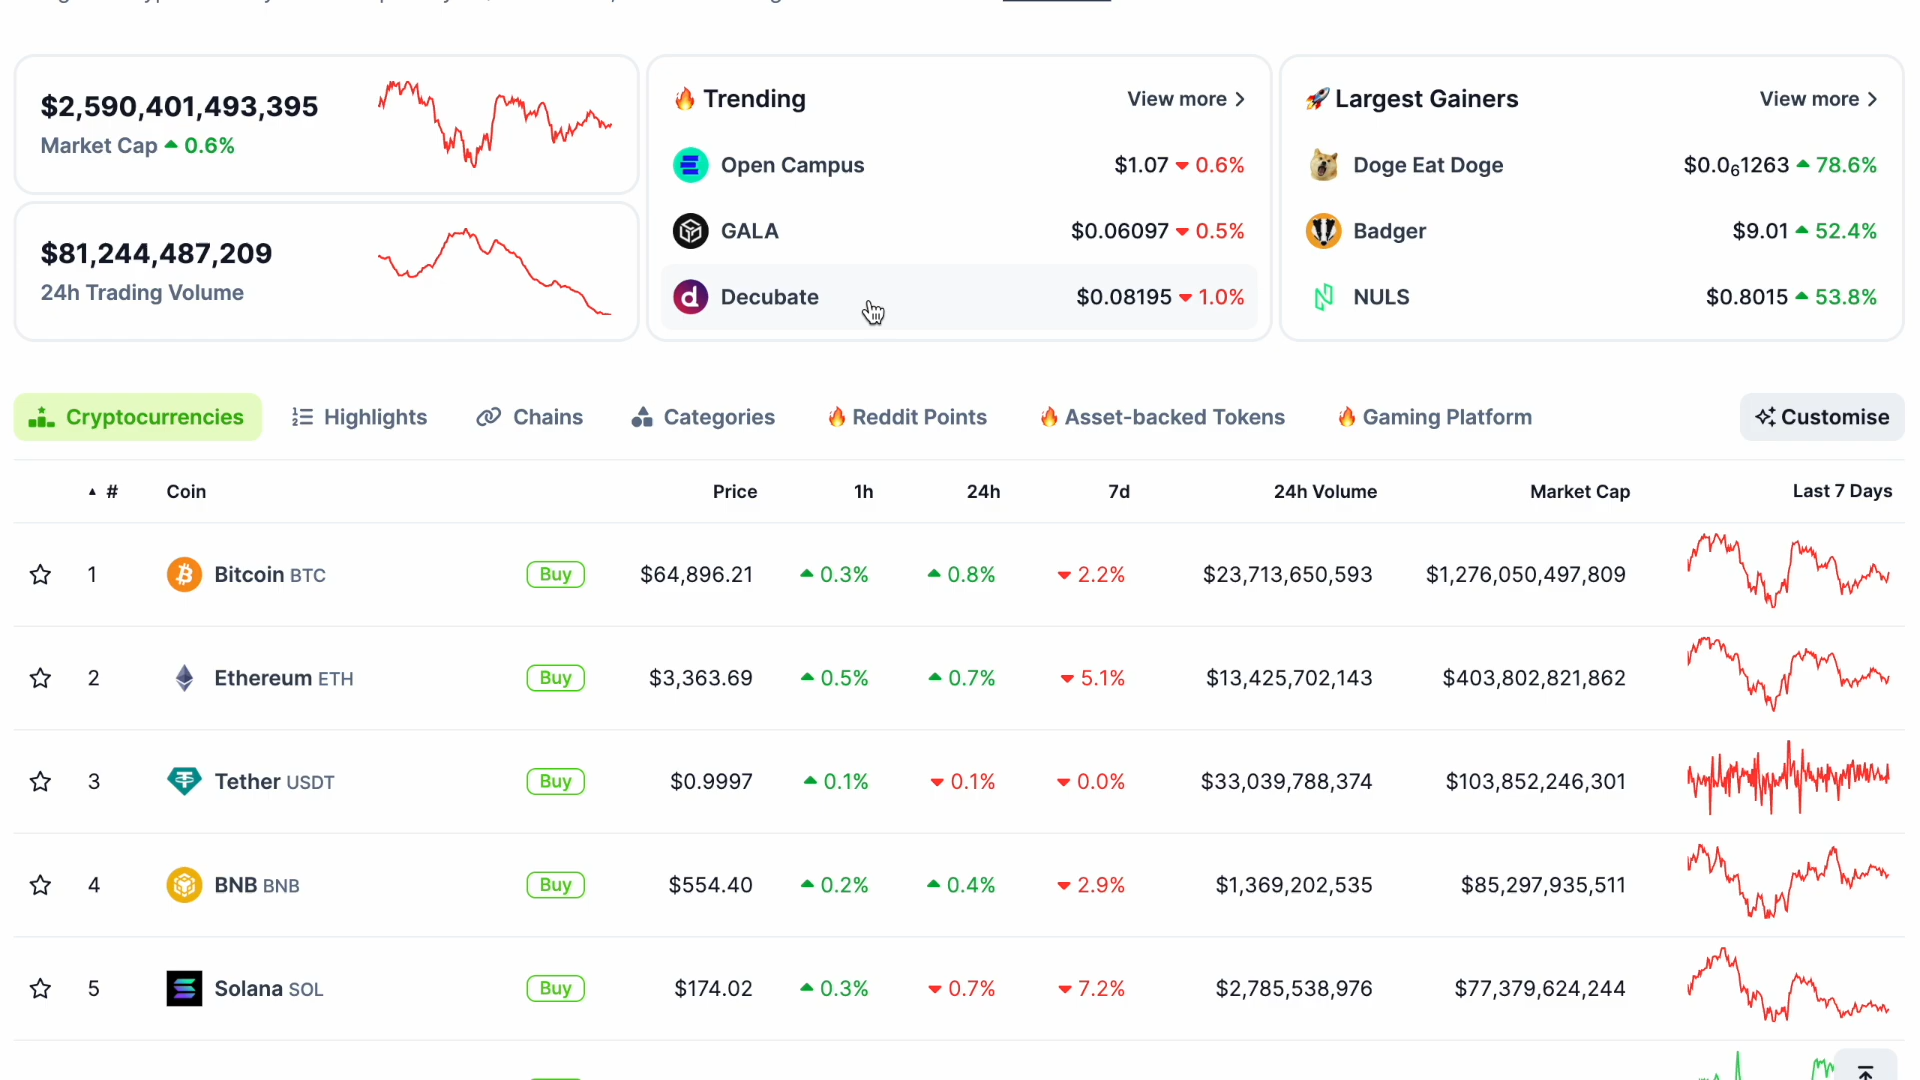 $2,590,401,493,395
Market Cap 0.6%
$81,244,487,209
24h Trading Volume
Trending View more
Open Campus $1.07 0.6%
GALA $0.06097 0.5%
Decubate $0.08195 1.0%
Largest Gainers View more
Doge Eat Doge $0.0₆1263 78.6%
Badger $9.01 52.4%
NULS $0.8015 53.8%
Cryptocurrencies Highlights Chains Categories Reddit Points Asset-backed Tokens Gaming Platform Customise
# Coin Price 1h 24h 7d 24h Volume Market Cap Last 7 Days
1 Bitcoin BTC Buy $64,896.21 0.3% 0.8% 2.2% $23,713,650,593 $1,276,050,497,809
2 Ethereum ETH Buy $3,363.69 0.5% 0.7% 5.1% $13,425,702,143 $403,802,821,862
3 Tether USDT Buy $0.9997 0.1% 0.1% 0.0% $33,039,788,374 $103,852,246,301
4 BNB BNB Buy $554.40 0.2% 0.4% 2.9% $1,369,202,535 $85,297,935,511
5 Solana SOL Buy $174.02 0.3% 0.7% 7.2% $2,785,538,976 $77,379,624,244